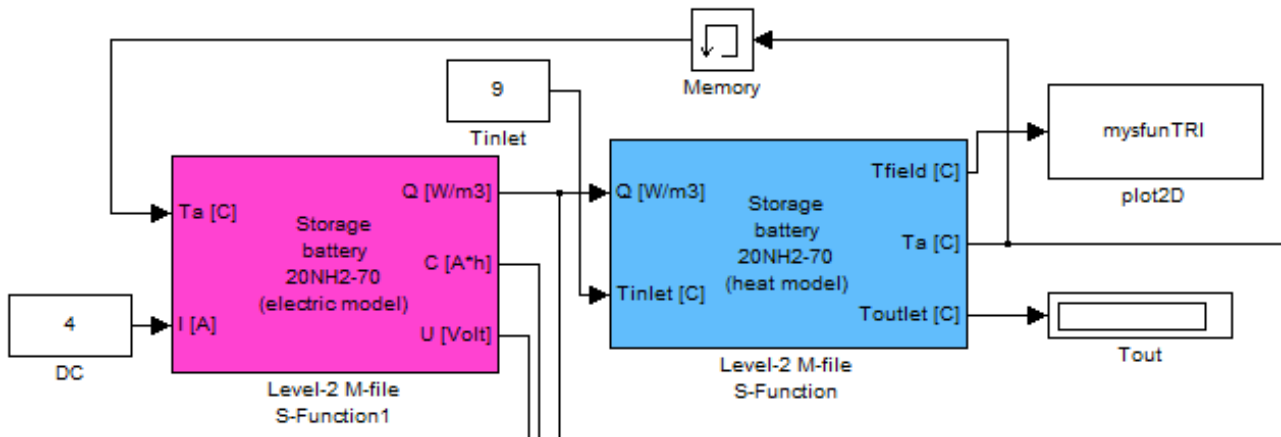 Memory
9
Tinlet
mysfunTRI
plot2D
Ta [C]
I [A]
Storage
battery
20NH2-70
(electric model)
Q [W/m3]
C [A*h]
U [Volt]
Level-2 M-file
S-Function1
4
DC
Q [W/m3]
Tinlet [C]
Storage
battery
20NH2-70
(heat model)
Tfield [C]
Ta [C]
Toutlet [C]
Level-2 M-file
S-Function
Tout